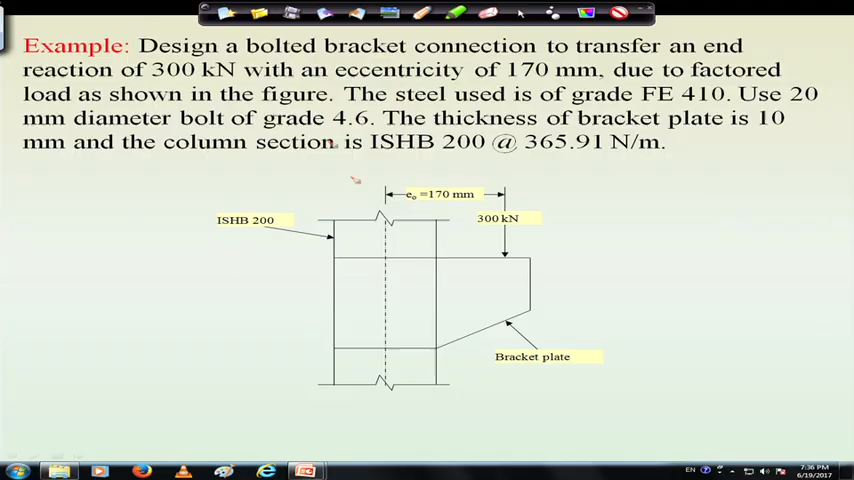 Example: Design a bolted bracket connection to transfer an end
reaction of 300 kN with an eccentricity of 170 mm, due to factored
load as shown in the figure. The steel used is of grade FE 410. Use 20
mm diameter bolt of grade 4.6. The thickness of bracket plate is 10
mm and the column section is ISHB 200 @ 365.91 N/m.
e₀ =170 mm
ISHB 200
300 kN
Bracket plate
EN
7:36 PM
6/19/2017